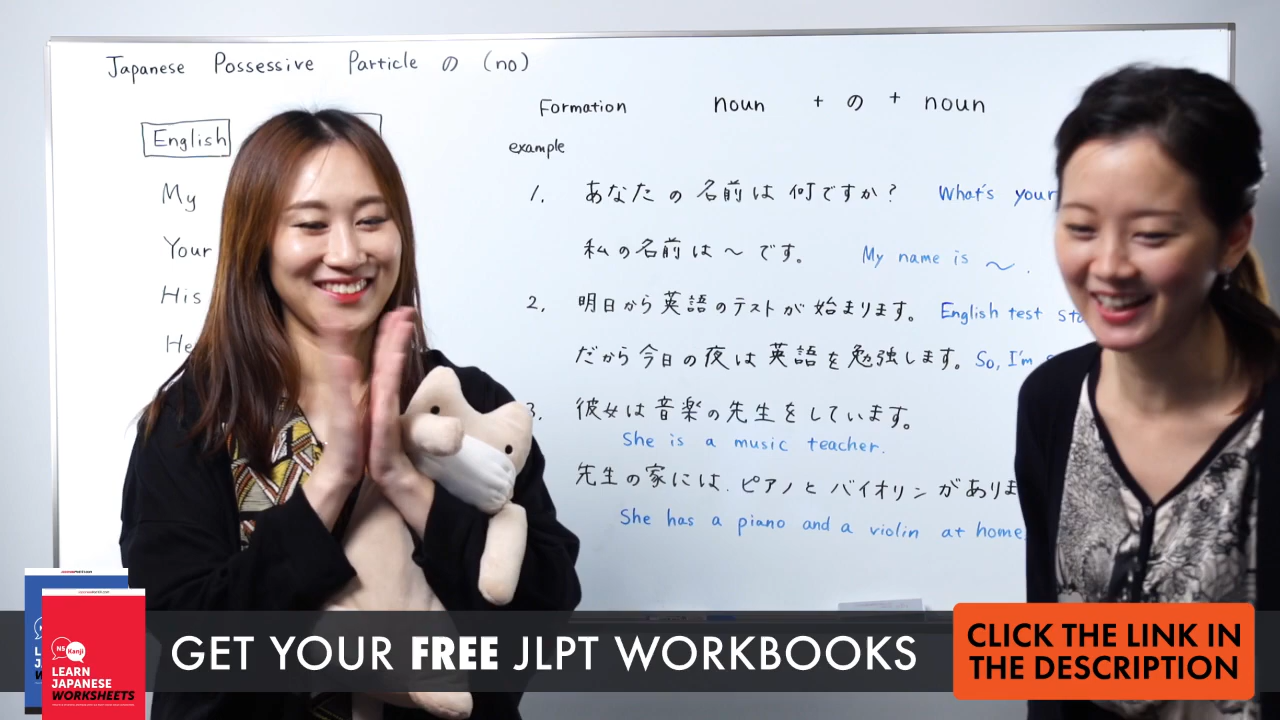 Japanese Possessive Particle の (no)
Formation noun + の + noun
English
example
My
1. あなたの名前は何ですか? What's your
Your
私の名前は〜です。 My name is 〜.
His
2. 明日から英語のテストが始まります。 English test sta
He
だから今日の夜は英語を勉強します。 So, I'm
3. 彼女は音楽の先生をしています。
She is a music teacher.
先生の家には、ピアノとバイオリンがありま
She has a piano and a violin at home.
N5 Kanji
LEARN
JAPANESE
WORKSHEETS
GET YOUR FREE JLPT WORKBOOKS
CLICK THE LINK IN
THE DESCRIPTION